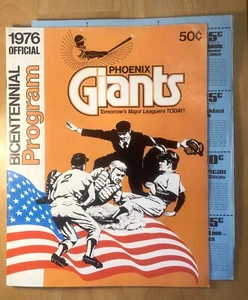 1976
OFFICIAL
50¢
BICENTENNIAL
Program
PHOENIX
Giants
Tomorrow's Major Leaguers TODAY!